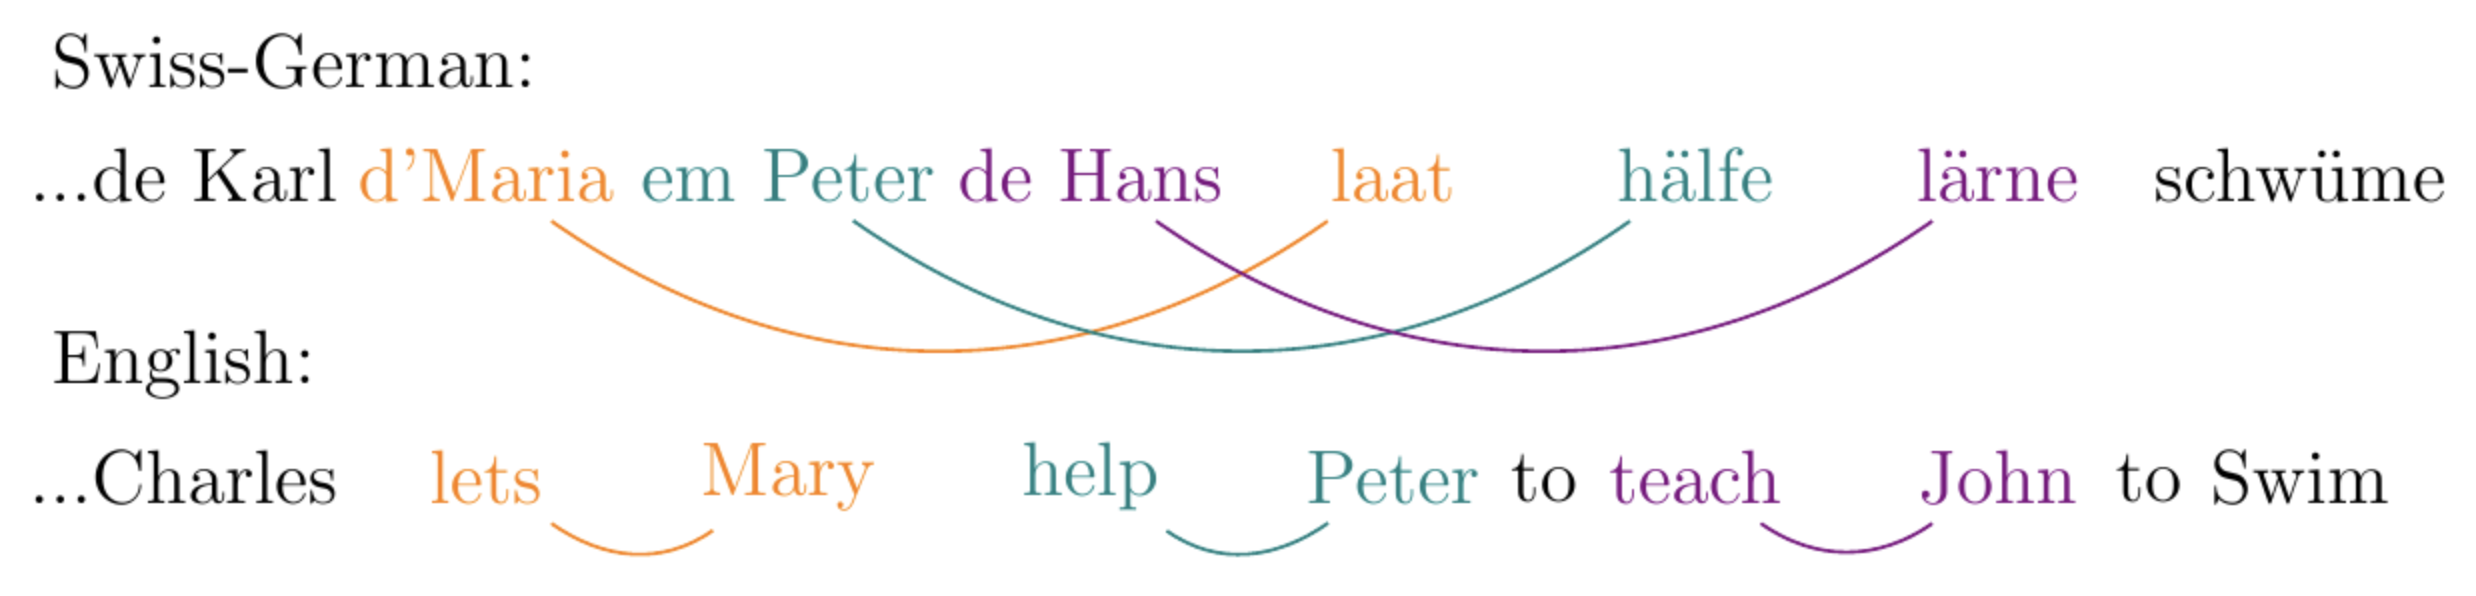 Swiss-German:
...de Karl d'Maria em Peter de Hans laat hälfe lärne schwüme
English:
...Charles lets Mary help Peter to teach John to Swim